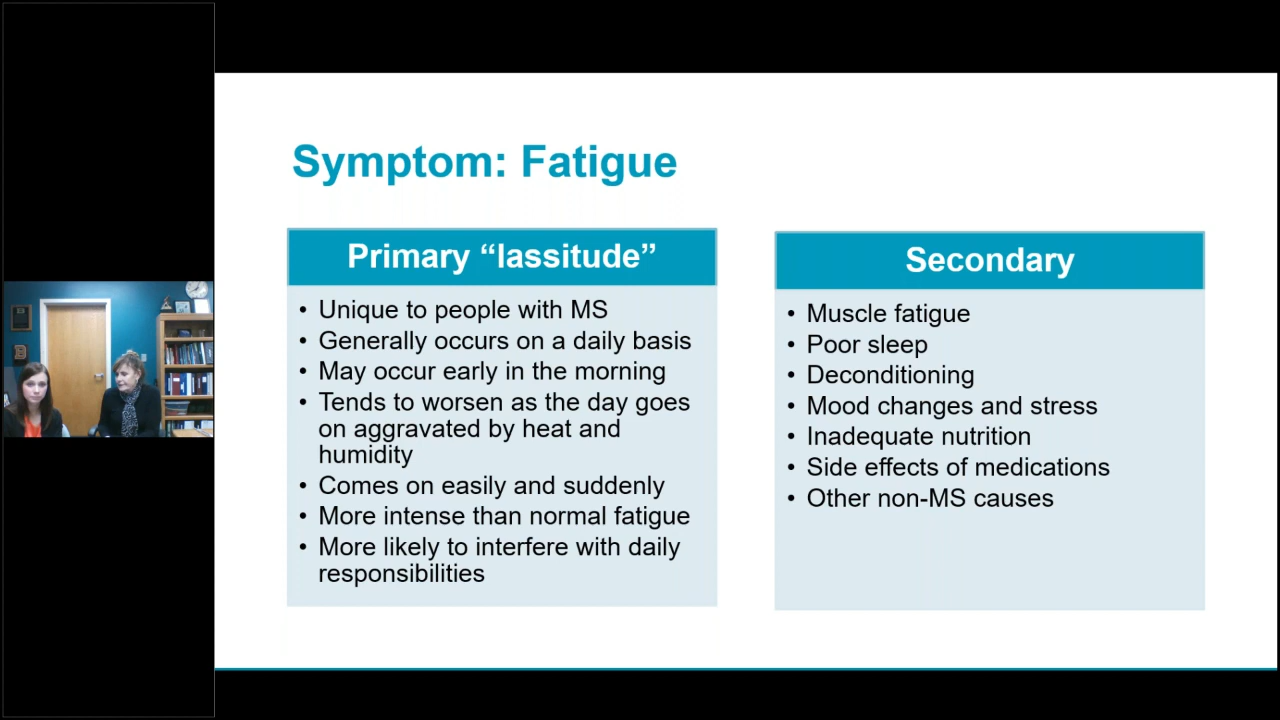 Symptom: Fatigue
Primary “lassitude”
• Unique to people with MS
• Generally occurs on a daily basis
• May occur early in the morning
• Tends to worsen as the day goes
on aggravated by heat and
humidity
• Comes on easily and suddenly
• More intense than normal fatigue
• More likely to interfere with daily
responsibilities
Secondary
• Muscle fatigue
• Poor sleep
• Deconditioning
• Mood changes and stress
• Inadequate nutrition
• Side effects of medications
• Other non-MS causes